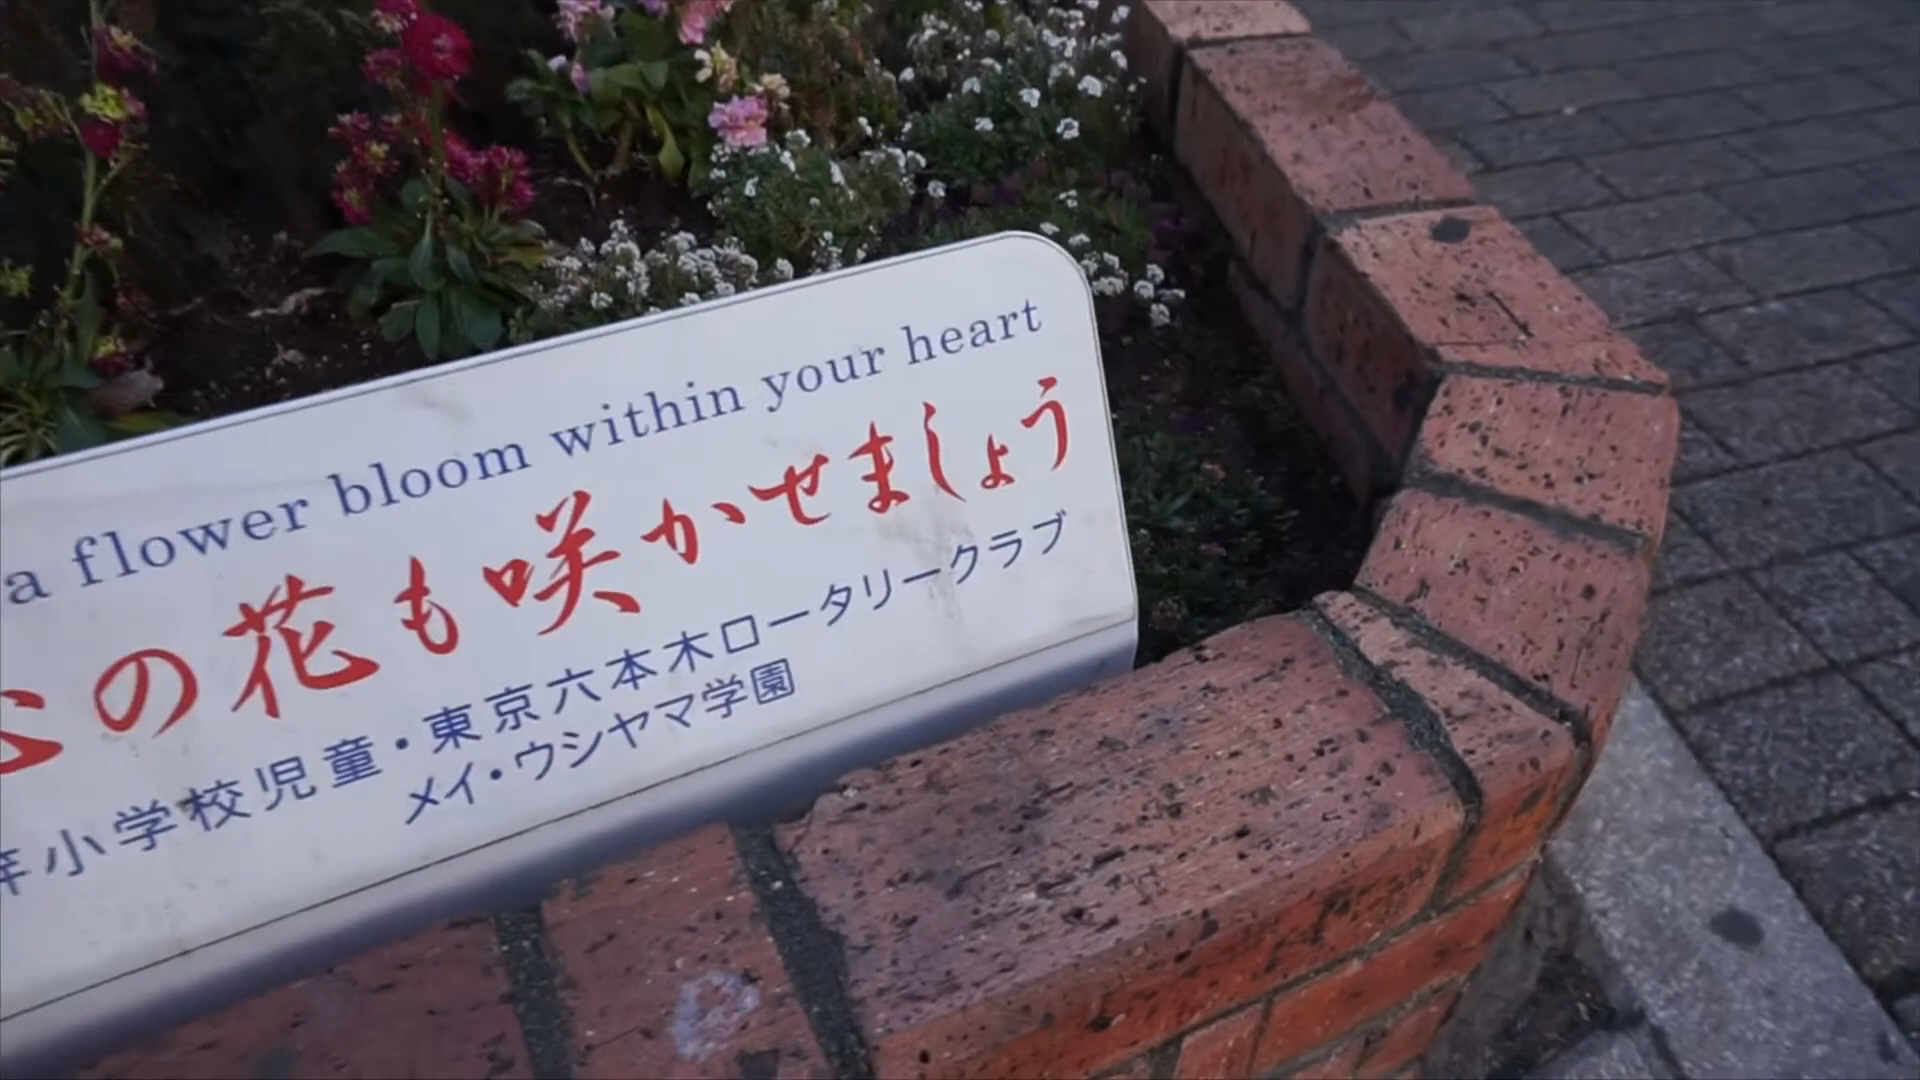 a flower bloom within your heart
心の花も咲かせましょう
小学校児童・東京六本木ロータリークラブ
メイ・ウシヤマ学園